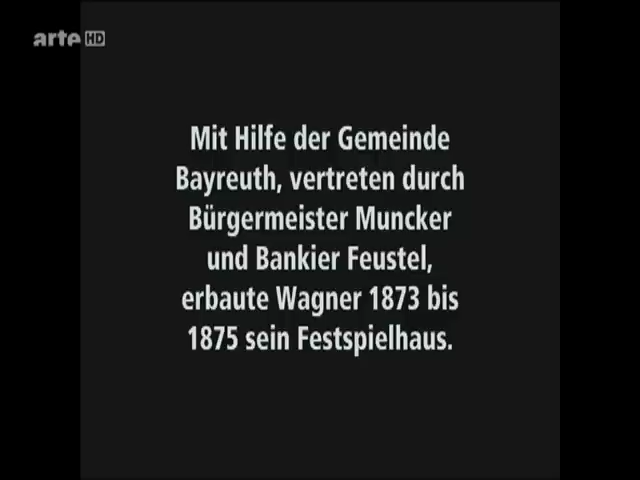 arte HD
Mit Hilfe der Gemeinde
Bayreuth, vertreten durch
Bürgermeister Muncker
und Bankier Feustel,
erbaute Wagner 1873 bis
1875 sein Festspielhaus.